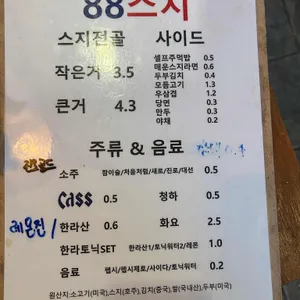 88스지
스지전골
작은거 3.5
큰거 4.3
사이드
셀프주먹밥 0.5
매운스지라면 0.6
두부김치 0.4
모듬고기 1.3
우삼겹 1.2
당면 0.3
만두 0.3
야채 0.2
주류 & 음료
소주 참이슬/처음처럼/새로/진로/대선 0.5
Cass 0.5
청하 0.5
레몬진/
한라산 0.6
화요 2.5
한라토닉SET 한라산1/토닉워터2/레몬 1.0
음료 펩시/펩시제로/사이다/토닉워터 0.2
원산지:소고기(미국),스지(호주),김치(중국),쌀(국내산),두부(미국)